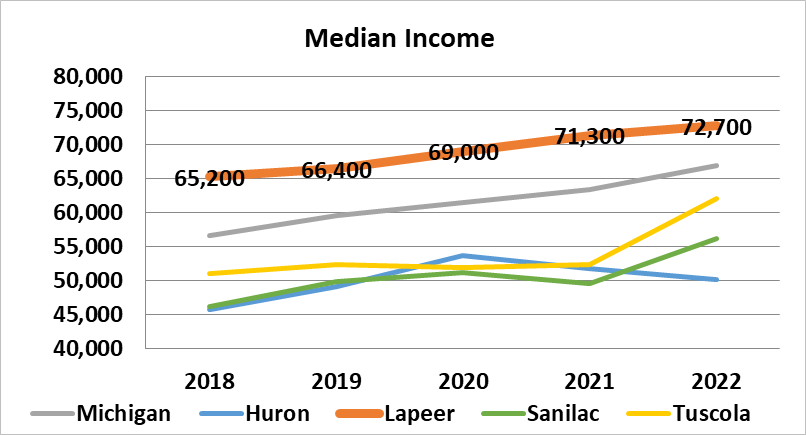 Median Income
80,000
75,000
70,000
65,000
60,000
55,000
50,000
45,000
40,000
65,200 66,400 69,000 71,300 72,700
2018 2019 2020 2021 2022
Michigan Huron Lapeer Sanilac Tuscola